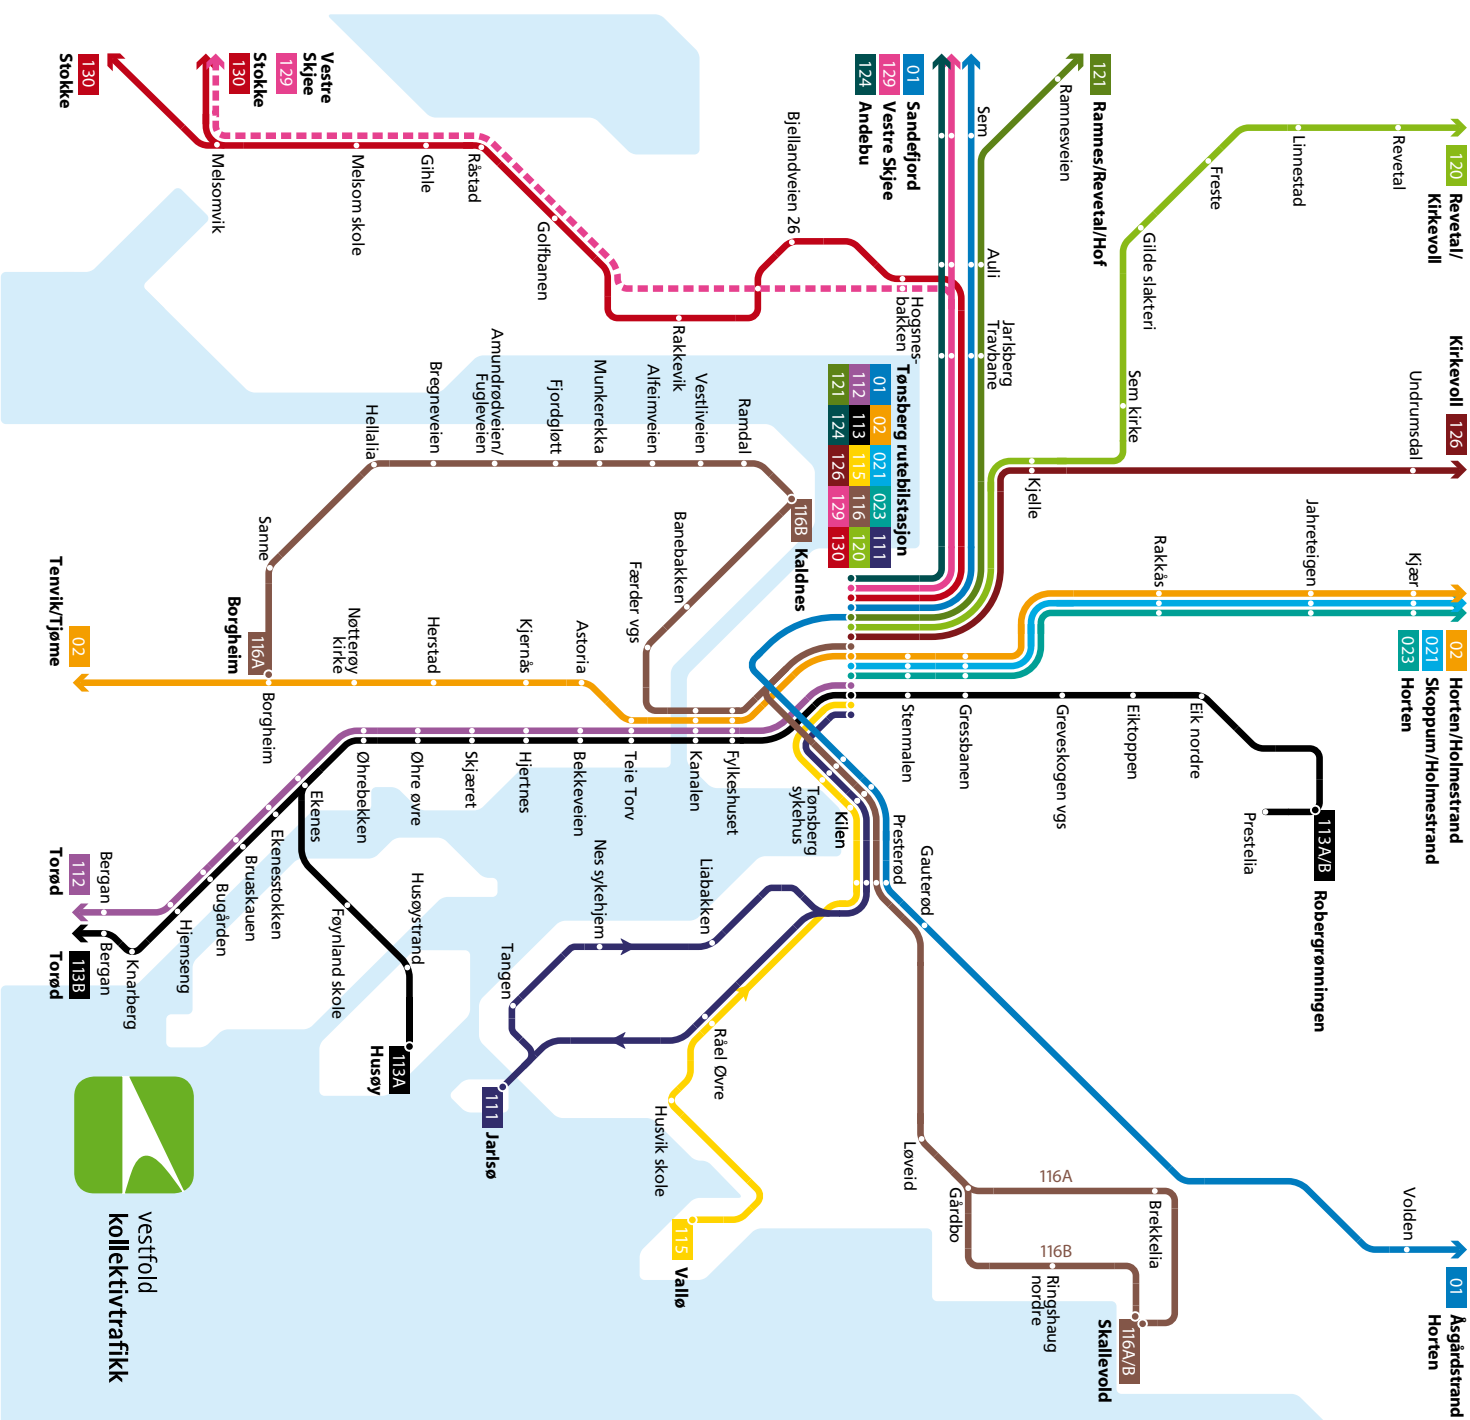 120 Revetal/
Kirkevoll
Revetal
Linnestad
Freste
Gilde slakteri
Sem kirke
Kirkevoll 126
Undrumsdal
Kjelle
121 Ramnes/Revetal/Hof
Ramnesveien
01 Sandefjord
129 Vestre Skjee
124 Andebu
Sem
Auli
Jarlsberg
Travbane
Hogsnes-
bakken
Bjellandveien 26
Rakkevik
Golfbanen
Råstad
Gihle
Melsom skole
Melsomvik
Vestre
Skjee
129
130
Stokke
130
Stokke
Tønsberg rutebilstasjon
01 02 021 023 111
112 113 115 116 120
121 124 126 129 130
Kjær
Jahreteigen
Rakkås
02 Horten/Holmestrand
021 Skoppum/Holmestrand
023 Horten
Stenmalen
Gressbanen
Greveskogen vgs
Eiktoppen
Eik nordre
Prestelia
113A/B Robergrønningen
116B Kaldnes
Ramdal
Vestliveien
Alfeimveien
Munkerekka
Fjordgløtt
Amundrødveien/
Fugleveien
Bregneveien
Hellalia
Sanne
Borgheim 116A
Banebakken
Færder vgs
Astoria
Kjernås
Herstad
Nøtterøy
kirke
Borgheim
Tenvik/Tjøme 02
Fylkeshuset
Kanalen
Teie Torv
Bekkeveien
Hjertnes
Skjæret
Øhre øvre
Øhrebekken
Ekenes
Ekenesstokken
Bruaskauen
Bugården
Hjemseng
Knarberg
Bergan
Bergan
112
Torød
113B
Torød
Føynland skole
Husøystrand
113A
Husøy
Tønsberg
sykehus
Kilen
Presterød
Gauterød
Liabakken
Nes sykehjem
Tangen
111 Jarlsø
Råel Øvre
Husvik skole
115 Vallø
Løveid
Gårdbo
116A
Brekkelia
116B
Ringshaug
nordre
116A/B
Skallevold
Volden
01 Åsgårdstrand
Horten
vestfold
kollektivtrafikk